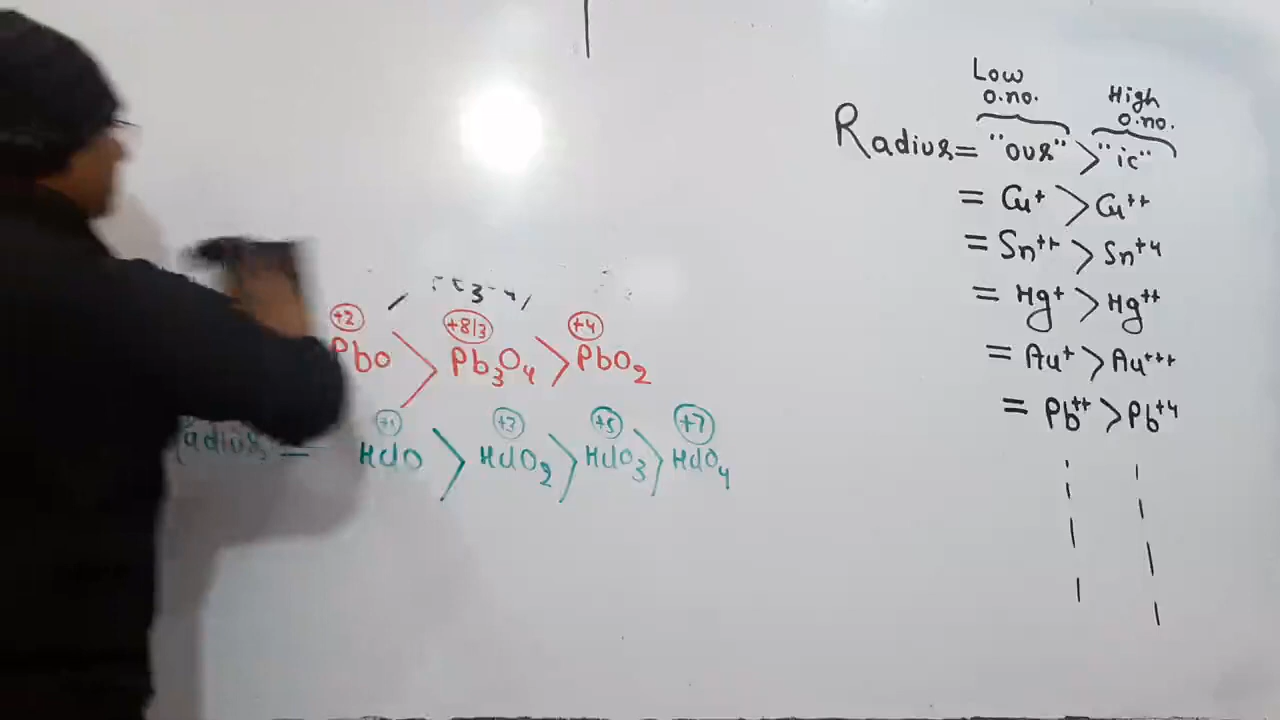 Low
o.no.
High
o.no.
Radius = "ous" > "ic"
= Cu⁺ > Cu⁺⁺
= Sn⁺⁺ > Sn⁺⁴
= Hg⁺ > Hg⁺⁺
= Au⁺ > Au⁺⁺⁺
= Pb⁺⁺ > Pb⁺⁴
+2 +8/3 +4
PbO > Pb₃O₄ > PbO₂
+1 +3 +5 +7
Radius = HClO > HClO₂ > HClO₃ > HClO₄